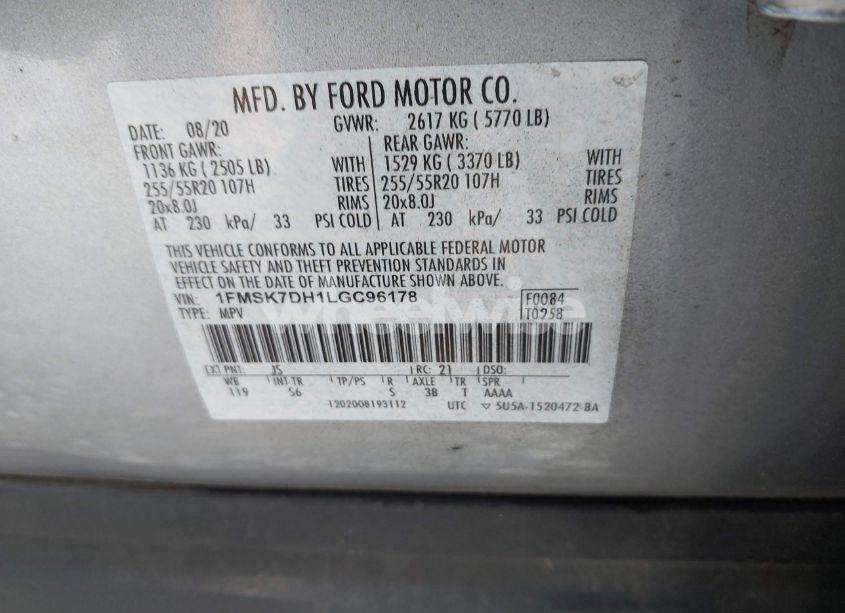 MFD. BY FORD MOTOR CO.
DATE: 08/20 GVWR: 2617 KG ( 5770 LB)
FRONT GAWR: REAR GAWR:
1136 KG ( 2505 LB) WITH 1529 KG ( 3370 LB) WITH
255/55R20 107H TIRES 255/55R20 107H TIRES
20x8.0J RIMS 20x8.0J RIMS
AT 230 kPa/ 33 PSI COLD AT 230 kPa/ 33 PSI COLD
THIS VEHICLE CONFORMS TO ALL APPLICABLE FEDERAL MOTOR
VEHICLE SAFETY AND THEFT PREVENTION STANDARDS IN
EFFECT ON THE DATE OF MANUFACTURE SHOWN ABOVE.
VIN: 1FMSK7DH1LGC96178 F0084
TYPE: MPV T0258
wheelwire
EXT PNT: JS RC: 21 DSO:
WB INT TR TP/PS R AXLE TR SPR
119 S6 S 3B T AAAA
1202008193112 UTC ▽ 5U5A-1520472-BA